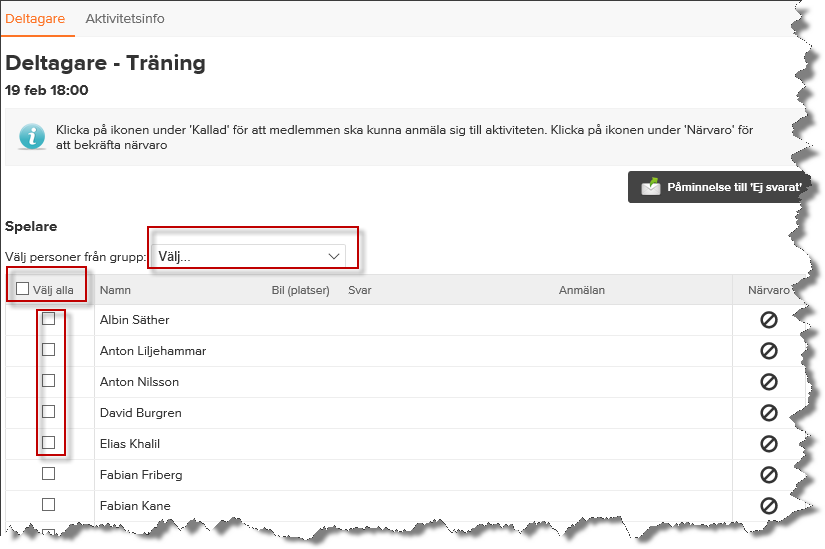 Deltagare Aktivitetsinfo
Deltagare - Träning
19 feb 18:00
Klicka på ikonen under 'Kallad' för att medlemmen ska kunna anmäla sig till aktiviteten. Klicka på ikonen under 'Närvaro' för
att bekräfta närvaro
Påminnelse till 'Ej svarat'
Spelare
Välj personer från grupp: Välj...
Välj alla Namn Bil (platser) Svar Anmälan Närvaro
Albin Säther
Anton Liljehammar
Anton Nilsson
David Burgren
Elias Khalil
Fabian Friberg
Fabian Kane